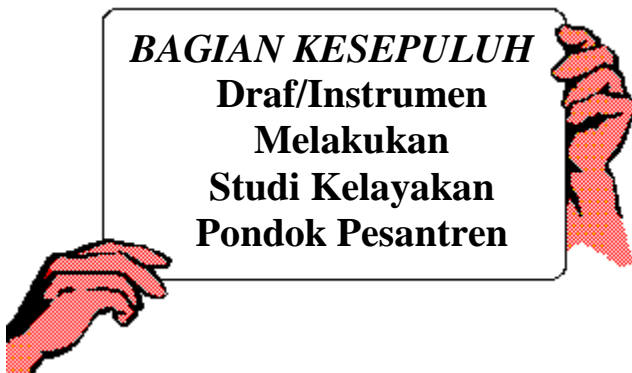 BAGIAN KESEPULUH
Draf/Instrumen
Melakukan
Studi Kelayakan
Pondok Pesantren